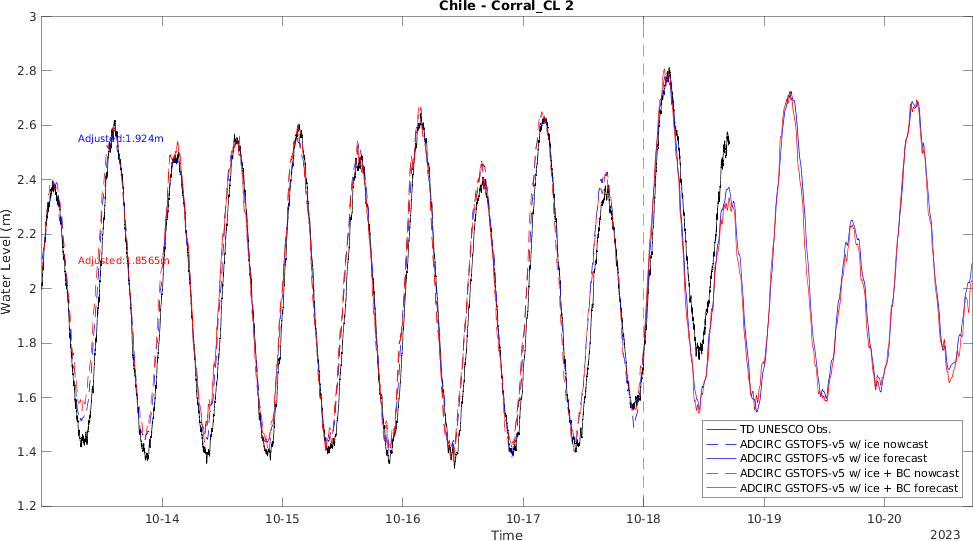 Chile - Corral_CL 2
3
2.8
2.6
2.4
2.2
2
1.8
1.6
1.4
1.2
Water Level (m)
Adjusted:1.924m
Adjusted:1.8565m
TD UNESCO Obs.
ADCIRC GSTOFS-v5 w/ ice nowcast
ADCIRC GSTOFS-v5 w/ ice forecast
ADCIRC GSTOFS-v5 w/ ice + BC nowcast
ADCIRC GSTOFS-v5 w/ ice + BC forecast
10-14 10-15 10-16 10-17 10-18 10-19 10-20
Time
2023